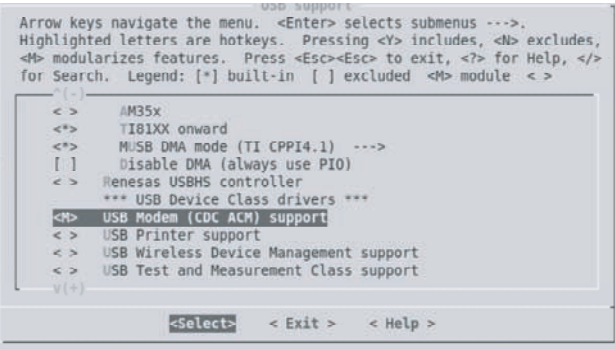 USB support
Arrow keys navigate the menu.  <Enter> selects submenus --->.
Highlighted letters are hotkeys.  Pressing <Y> includes, <N> excludes,
<M> modularizes features.  Press <Esc><Esc> to exit, <?> for Help, </>
for Search.  Legend: [*] built-in  [ ] excluded  <M> module  < >
^(-)
< >     AM35x
<*>     TI81XX onward
<*>     MUSB DMA mode (TI CPPI4.1)  --->
[ ]     Disable DMA (always use PIO)
< >   Renesas USBHS controller
*** USB Device Class drivers ***
<M>   USB Modem (CDC ACM) support
< >   USB Printer support
< >   USB Wireless Device Management support
< >   USB Test and Measurement Class support
v(+)
<Select>    < Exit >    < Help >